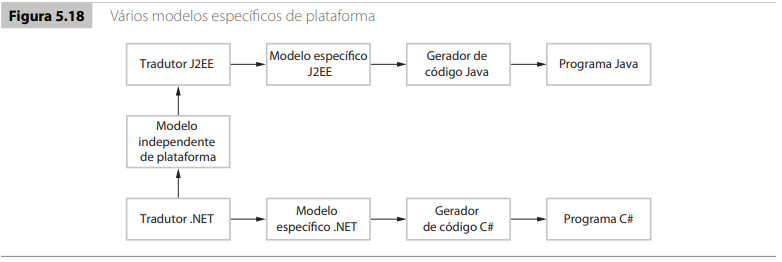 Figura 5.18 Vários modelos específicos de plataforma
Tradutor J2EE
Modelo específico
J2EE
Gerador de
código Java
Programa Java
Modelo
independente
de plataforma
Tradutor .NET
Modelo
específico .NET
Gerador
de código C#
Programa C#